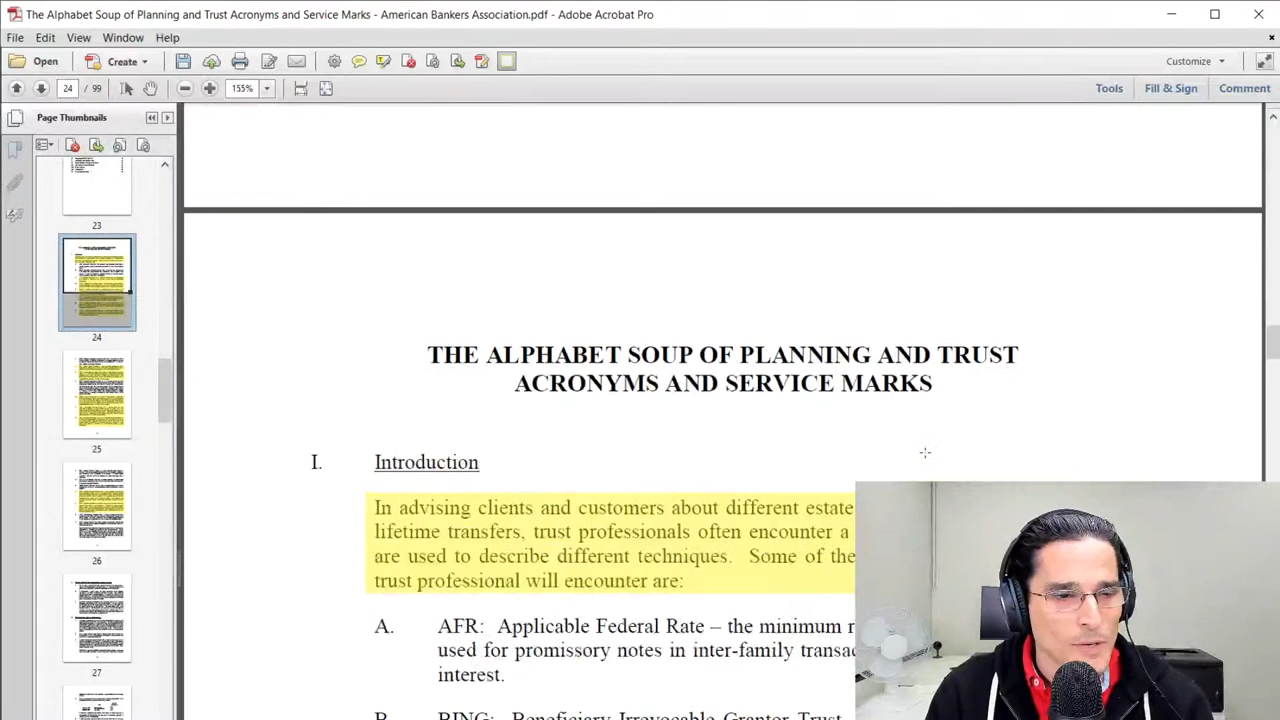 The Alphabet Soup of Planning and Trust Acronyms and Service Marks - American Bankers Association.pdf - Adobe Acrobat Pro
File Edit View Window Help
Open Create Customize
24 / 99 155% Tools Fill & Sign Comment
Page Thumbnails
23
24
25
26
27
THE ALPHABET SOUP OF PLANNING AND TRUST
ACRONYMS AND SERVICE MARKS
I. Introduction
In advising clients and customers about different estate
lifetime transfers, trust professionals often encounter a
are used to describe different techniques. Some of the
trust professional will encounter are:
A. AFR: Applicable Federal Rate – the minimum r
used for promissory notes in inter-family transac
interest.
B. BING: Beneficiary Irrevocable Grantor Trust